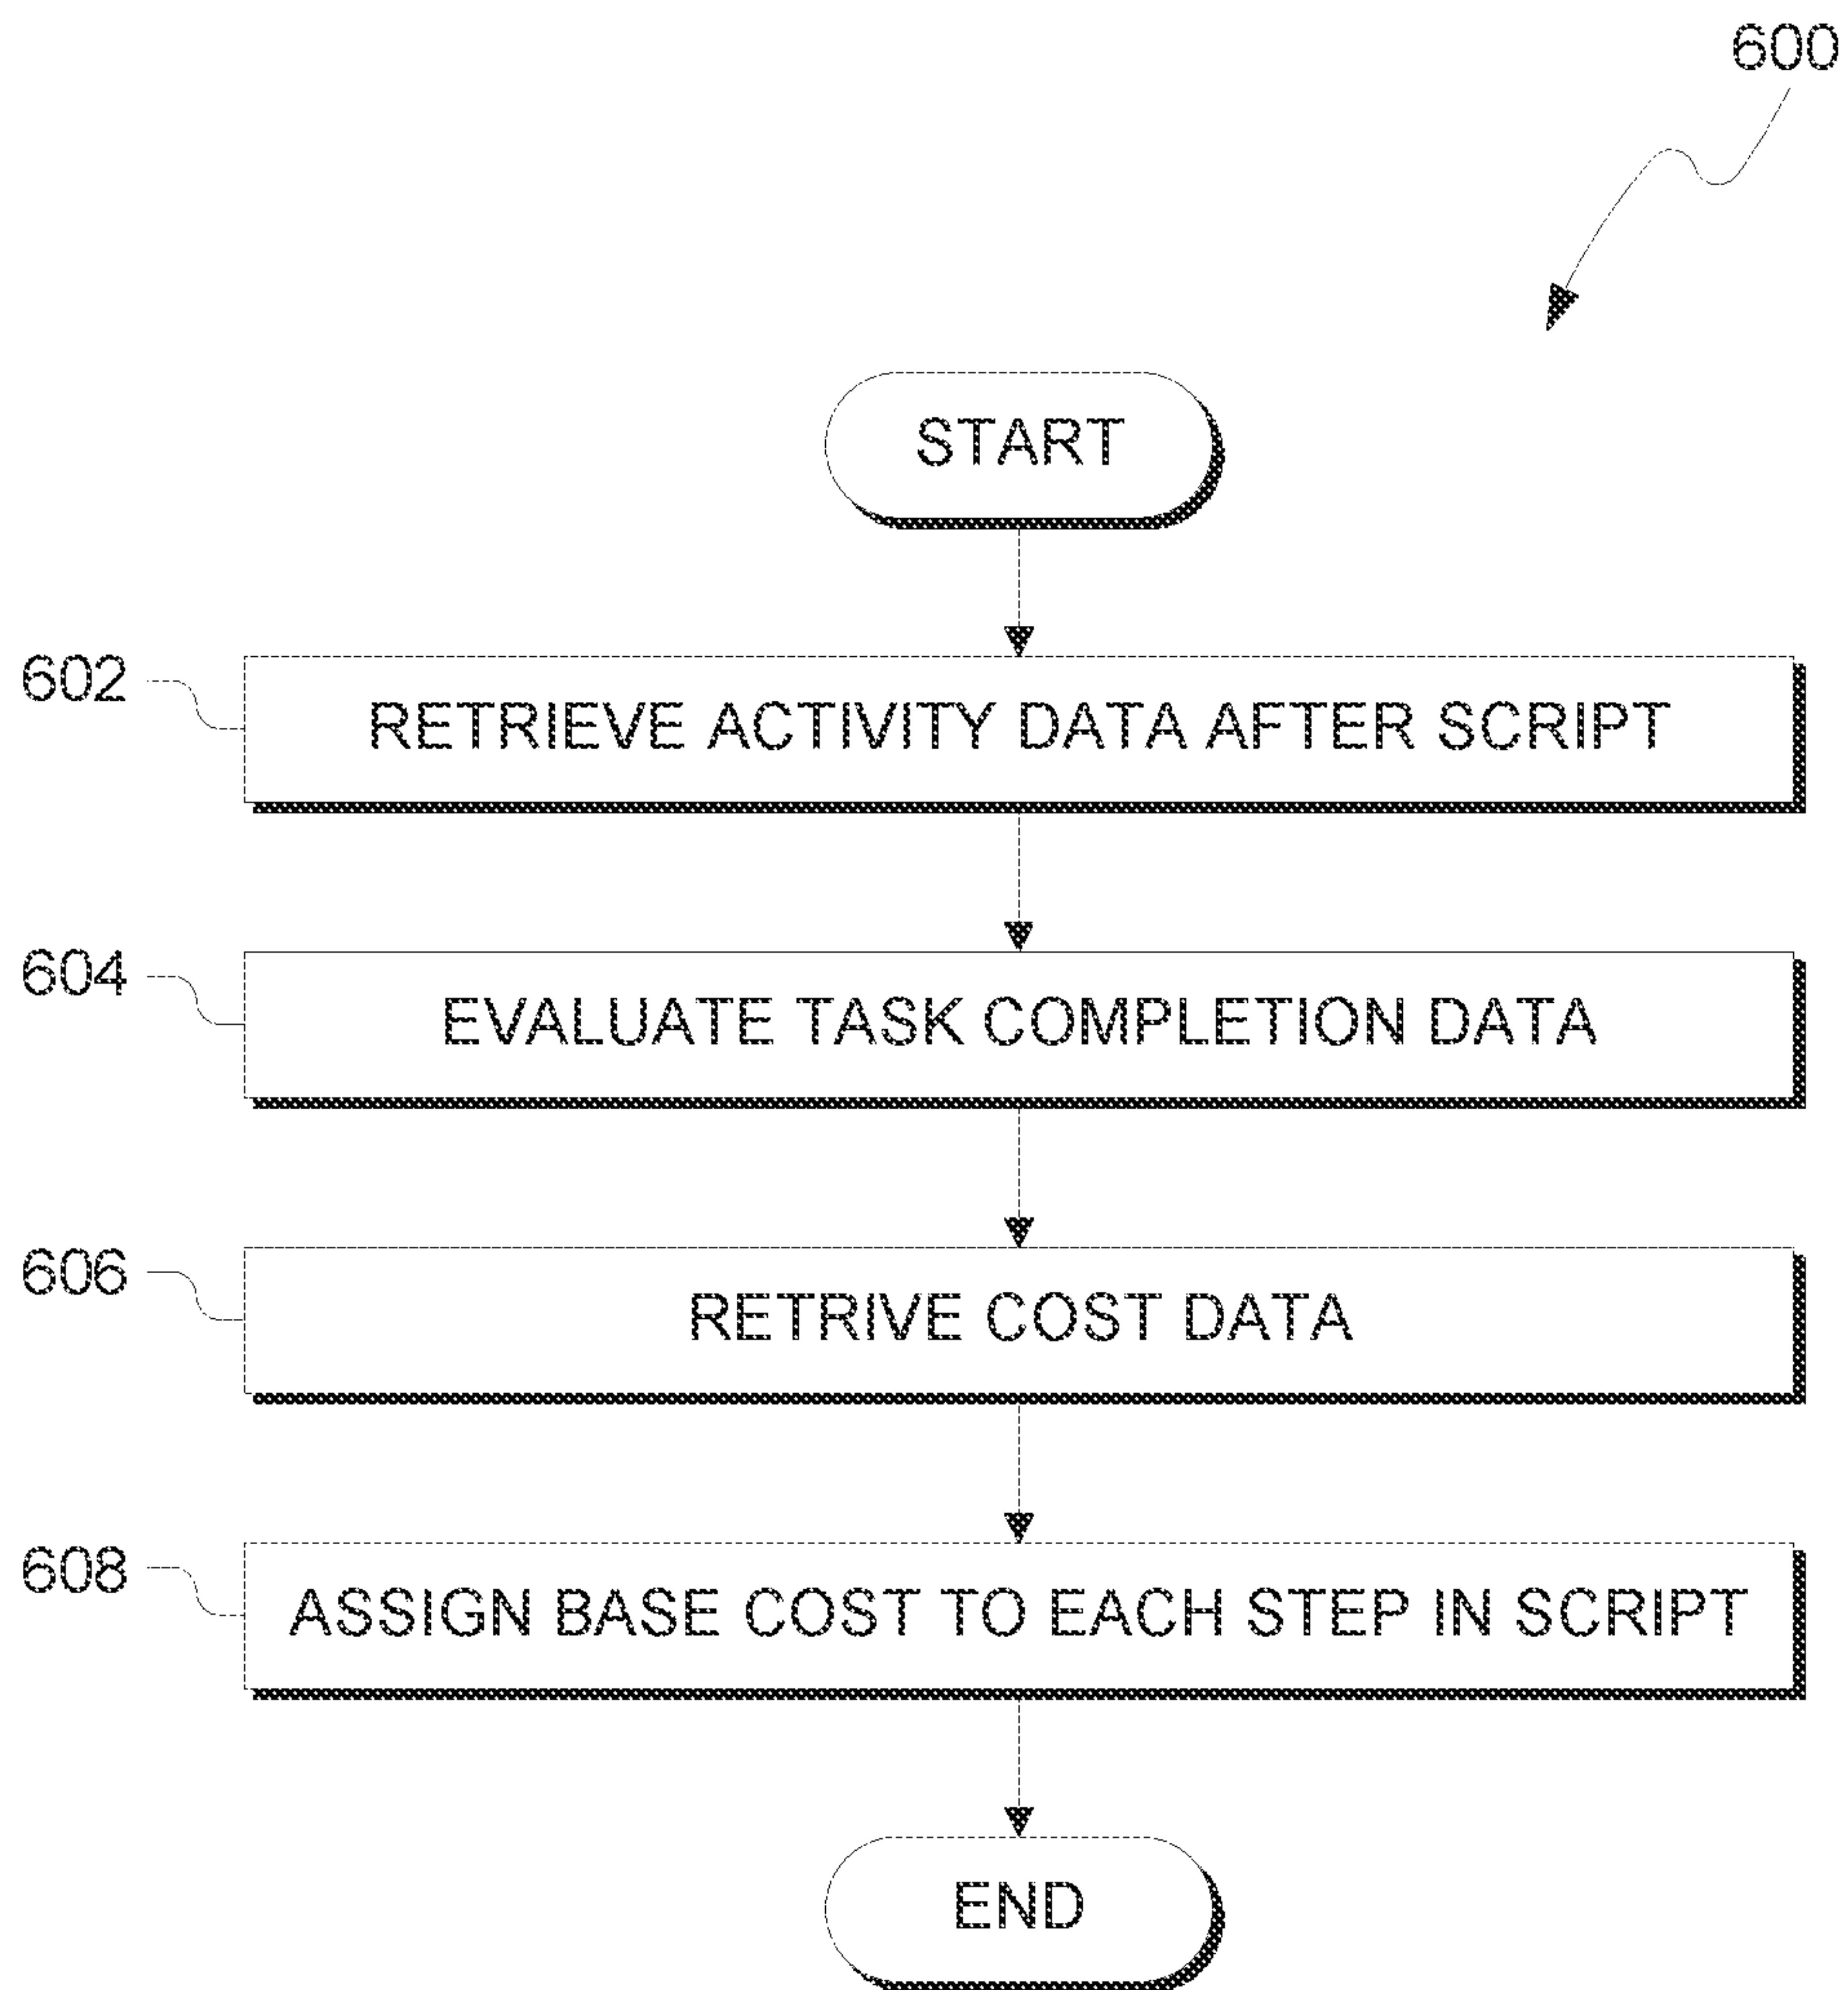 600
START
602
RETRIEVE ACTIVITY DATA AFTER SCRIPT
604
EVALUATE TASK COMPLETION DATA
606
RETRIVE COST DATA
608
ASSIGN BASE COST TO EACH STEP IN SCRIPT
END